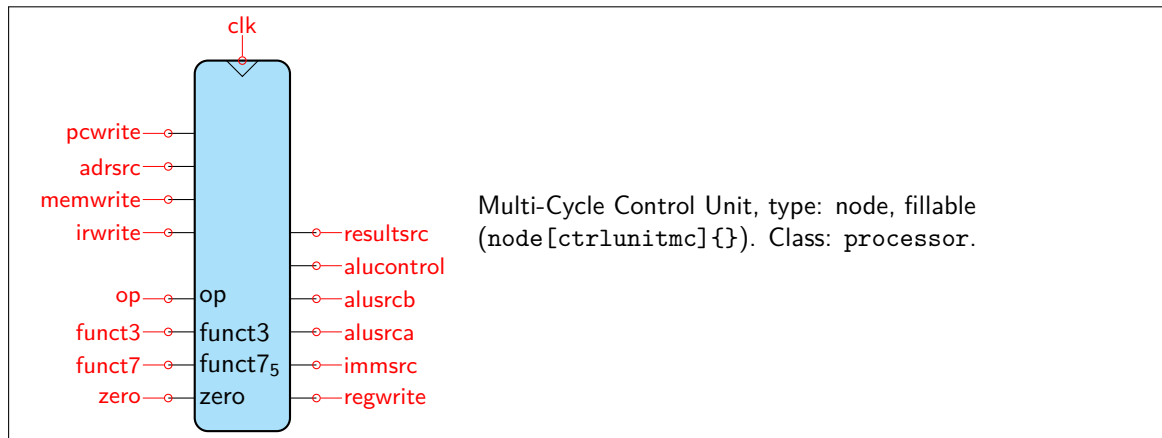 clk
pcwrite
adrsrc
memwrite
irwrite
resultsrc
alucontrol
op
op
alusrcb
funct3
funct3
alusrca
funct7
funct7₅
immsrc
zero
zero
regwrite
Multi-Cycle Control Unit, type: node, fillable
(node[ctrlunitmc]{}). Class: processor.